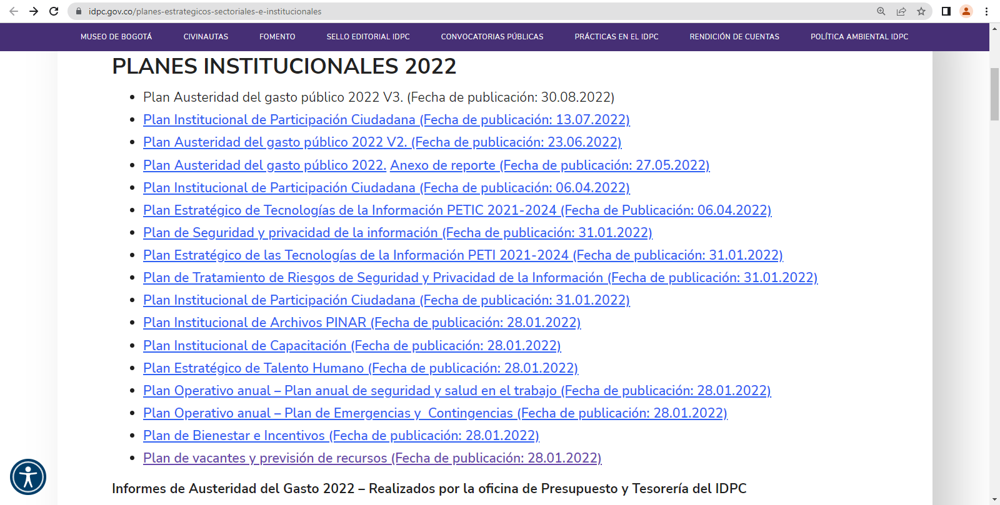 idpc.gov.co/planes-estrategicos-sectoriales-e-institucionales
MUSEO DE BOGOTÁ CIVINAUTAS FOMENTO SELLO EDITORIAL IDPC CONVOCATORIAS PÚBLICAS PRÁCTICAS EN EL IDPC RENDICIÓN DE CUENTAS POLÍTICA AMBIENTAL IDPC
PLANES INSTITUCIONALES 2022
• Plan Austeridad del gasto público 2022 V3. (Fecha de publicación: 30.08.2022)
• Plan Institucional de Participación Ciudadana (Fecha de publicación: 13.07.2022)
• Plan Austeridad del gasto público 2022 V2. (Fecha de publicación: 23.06.2022)
• Plan Austeridad del gasto público 2022. Anexo de reporte (Fecha de publicación: 27.05.2022)
• Plan Institucional de Participación Ciudadana (Fecha de publicación: 06.04.2022)
• Plan Estratégico de Tecnologías de la Información PETIC 2021-2024 (Fecha de Publicación: 06.04.2022)
• Plan de Seguridad y privacidad de la información (Fecha de publicación: 31.01.2022)
• Plan Estratégico de las Tecnologías de la Información PETI 2021-2024 (Fecha de publicación: 31.01.2022)
• Plan de Tratamiento de Riesgos de Seguridad y Privacidad de la Información (Fecha de publicación: 31.01.2022)
• Plan Institucional de Participación Ciudadana (Fecha de publicación: 31.01.2022)
• Plan Institucional de Archivos PINAR (Fecha de publicación: 28.01.2022)
• Plan Institucional de Capacitación (Fecha de publicación: 28.01.2022)
• Plan Estratégico de Talento Humano (Fecha de publicación: 28.01.2022)
• Plan Operativo anual – Plan anual de seguridad y salud en el trabajo (Fecha de publicación: 28.01.2022)
• Plan Operativo anual – Plan de Emergencias y  Contingencias (Fecha de publicación: 28.01.2022)
• Plan de Bienestar e Incentivos (Fecha de publicación: 28.01.2022)
• Plan de vacantes y previsión de recursos (Fecha de publicación: 28.01.2022)
Informes de Austeridad del Gasto 2022 – Realizados por la oficina de Presupuesto y Tesorería del IDPC